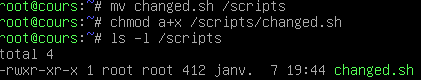 root@cours:~# mv changed.sh /scripts
root@cours:~# chmod a+x /scripts/changed.sh
root@cours:~# ls -l /scripts
total 4
-rwxr-xr-x 1 root root 412 janv.  7 19:44 changed.sh